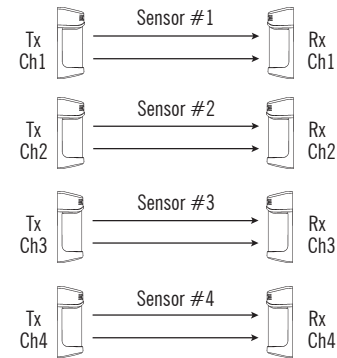 Sensor #1
Tx Rx
Ch1 Ch1
Sensor #2
Tx Rx
Ch2 Ch2
Sensor #3
Tx Rx
Ch3 Ch3
Sensor #4
Tx Rx
Ch4 Ch4